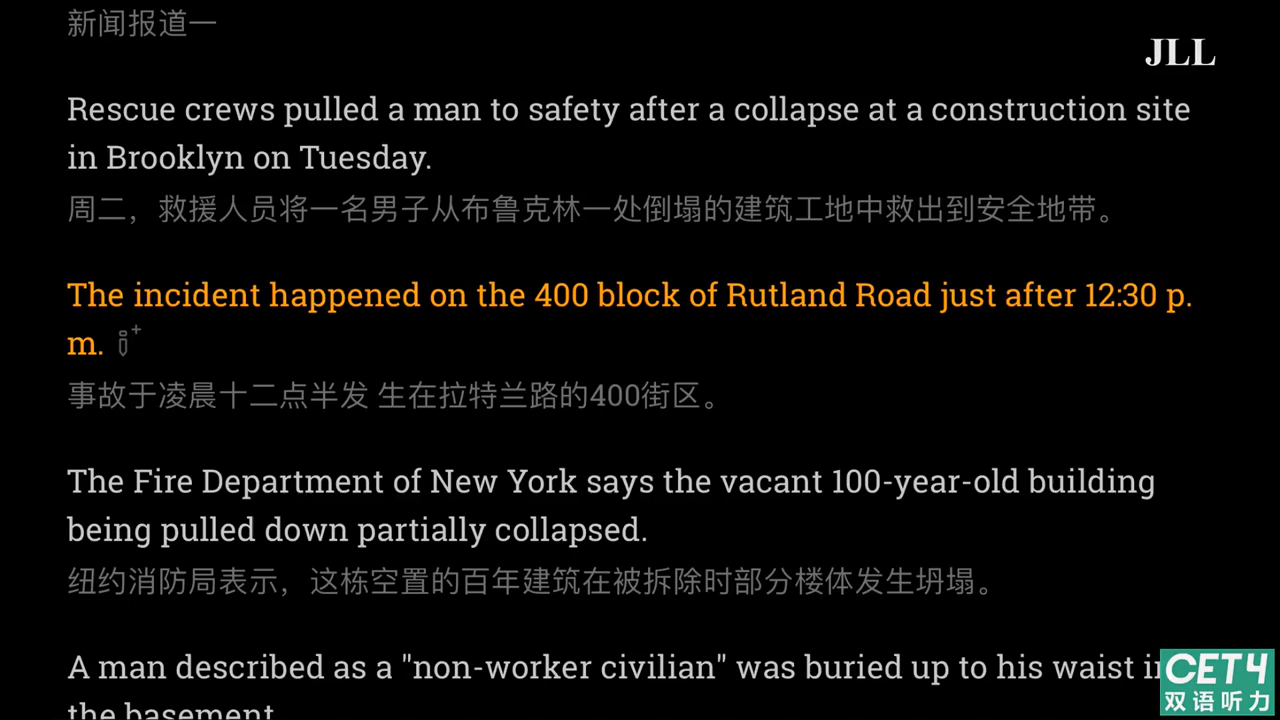 新闻报道一
JLL
Rescue crews pulled a man to safety after a collapse at a construction site
in Brooklyn on Tuesday.
周二，救援人员将一名男子从布鲁克林一处倒塌的建筑工地中救出到安全地带。
The incident happened on the 400 block of Rutland Road just after 12:30 p.
m.
事故于凌晨十二点半发 生在拉特兰路的400街区。
The Fire Department of New York says the vacant 100-year-old building
being pulled down partially collapsed.
纽约消防局表示，这栋空置的百年建筑在被拆除时部分楼体发生坍塌。
A man described as a "non-worker civilian" was buried up to his waist in
the basement
CET4
双语听力